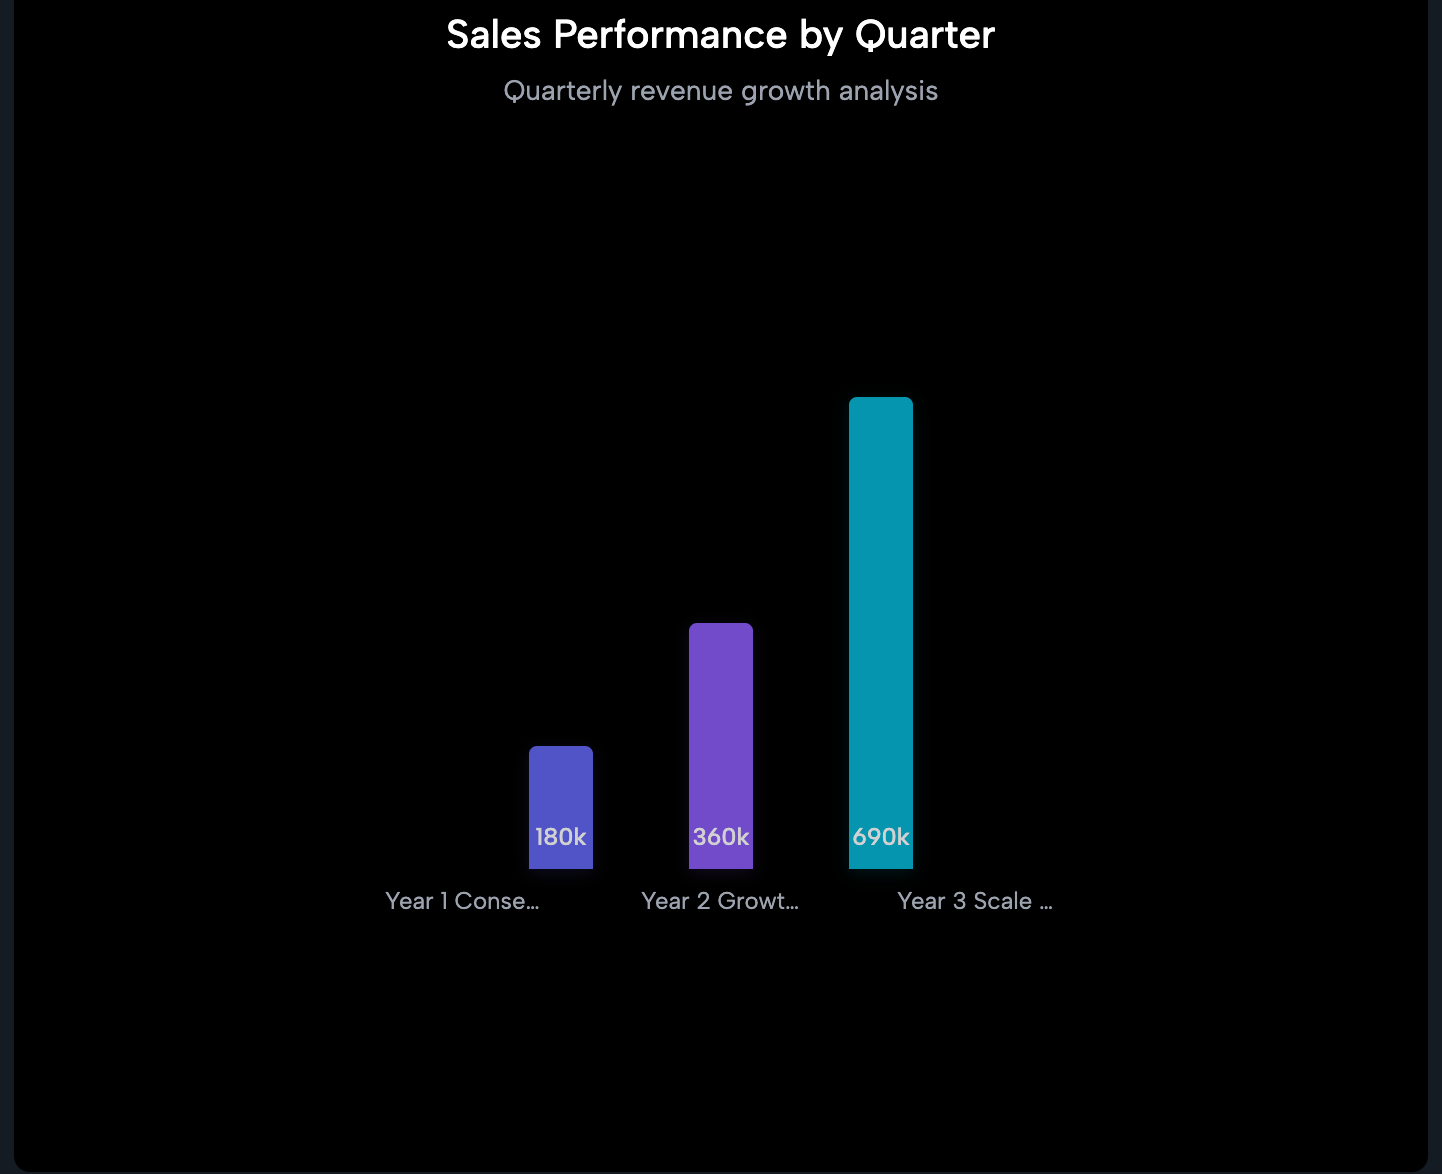 Sales Performance by Quarter
Quarterly revenue growth analysis
180k
360k
690k
Year 1 Conse...
Year 2 Growt...
Year 3 Scale ...